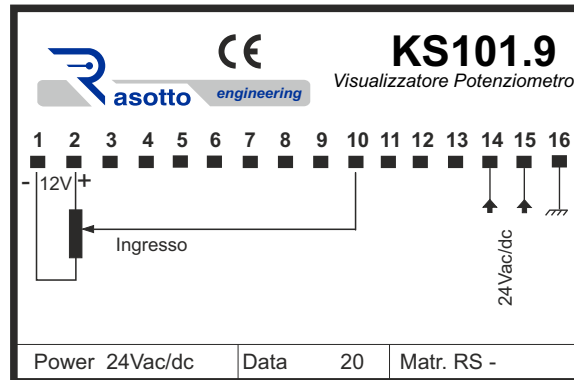 CE
KS101.9
Visualizzatore Potenziometro
Rasotto engineering
1 2 3 4 5 6 7 8 9 10 11 12 13 14 15 16
- 12V +
Ingresso
24Vac/dc
Power 24Vac/dc Data 20 Matr. RS -